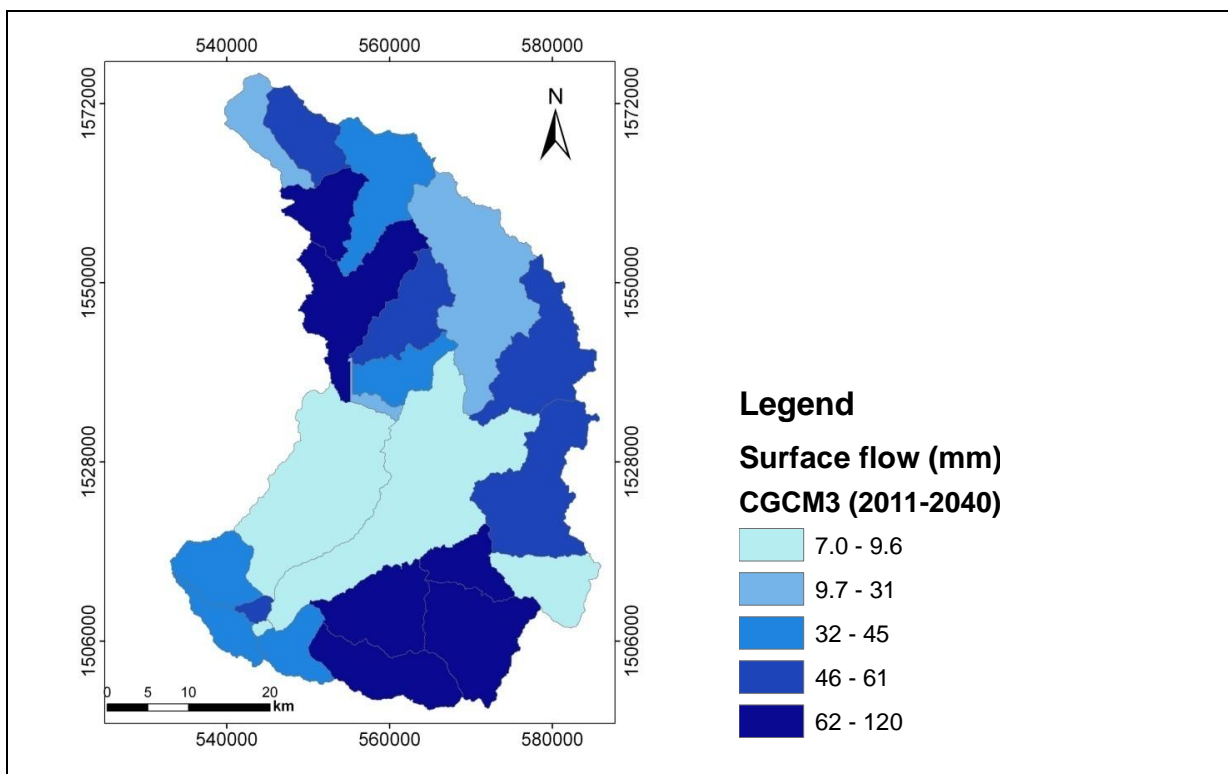 540000 560000 580000
1572000 1572000
N
1550000 1550000
1528000 1528000
1506000 1506000
0 5 10 20
km
540000 560000 580000
Legend
Surface flow (mm)
CGCM3 (2011-2040)
7.0 - 9.6
9.7 - 31
32 - 45
46 - 61
62 - 120